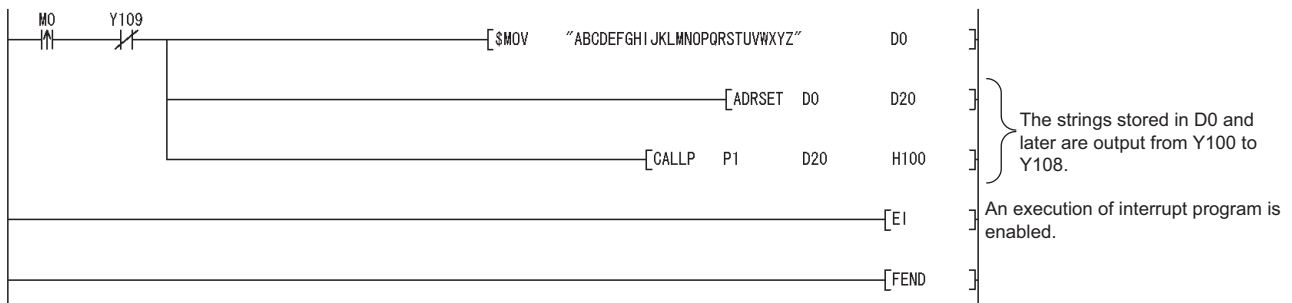 M0 Y109
[$MOV "ABCDEFGHIJKLMNOPQRSTUVWXYZ" D0 ]
[ADRSET D0 D20 ]
The strings stored in D0 and
later are output from Y100 to
Y108.
[CALLP P1 D20 H100 ]
An execution of interrupt program is
enabled.
[EI ]
[FEND ]